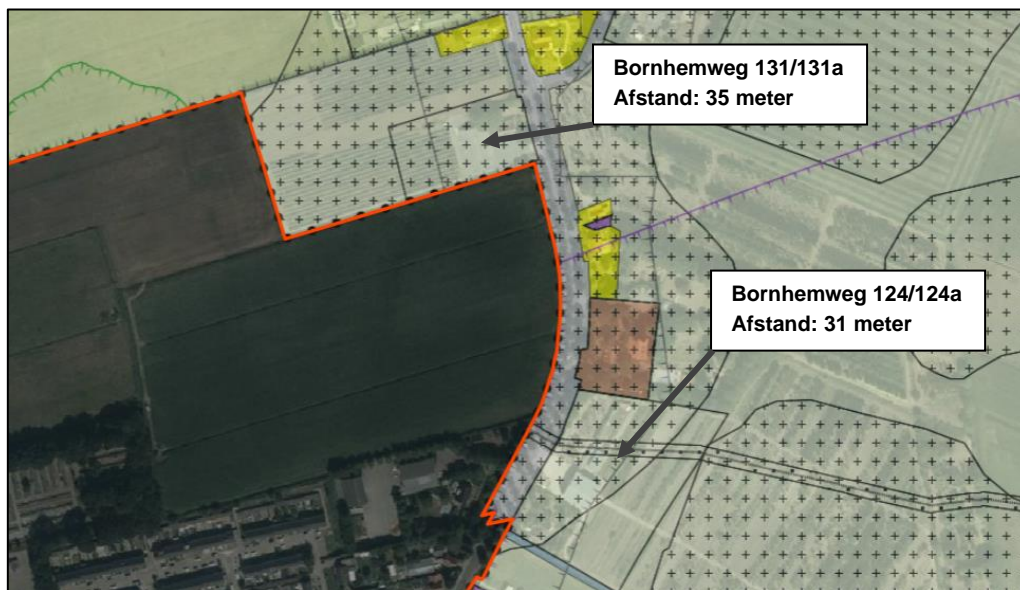 Bornhemweg 131/131a
Afstand: 35 meter
Bornhemweg 124/124a
Afstand: 31 meter